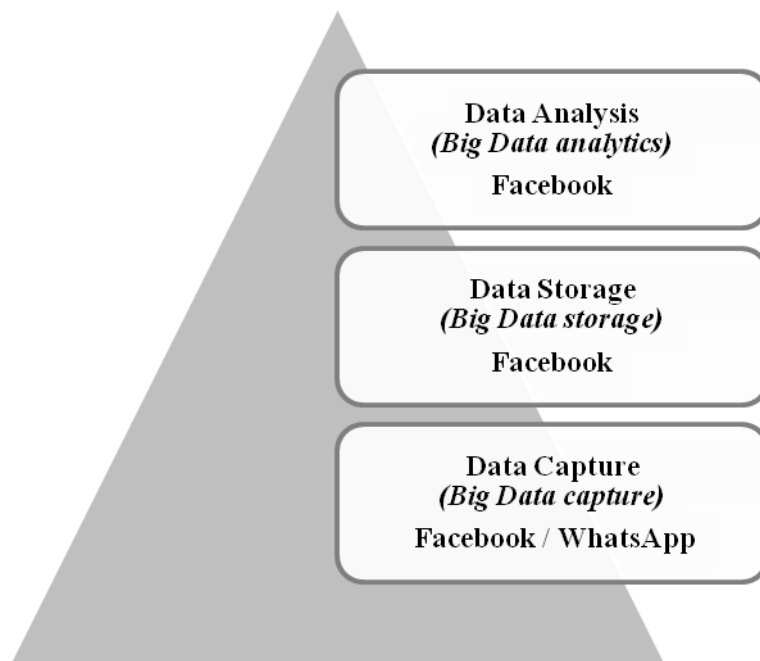 Data Analysis
(Big Data analytics)
Facebook
Data Storage
(Big Data storage)
Facebook
Data Capture
(Big Data capture)
Facebook / WhatsApp